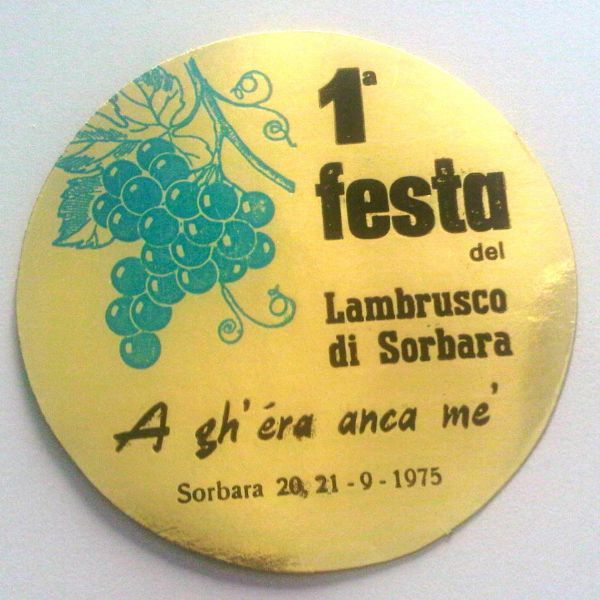 1ª
festa
del
Lambrusco
di Sorbara
A gh'éra anca me'
Sorbara 20, 21 - 9 - 1975